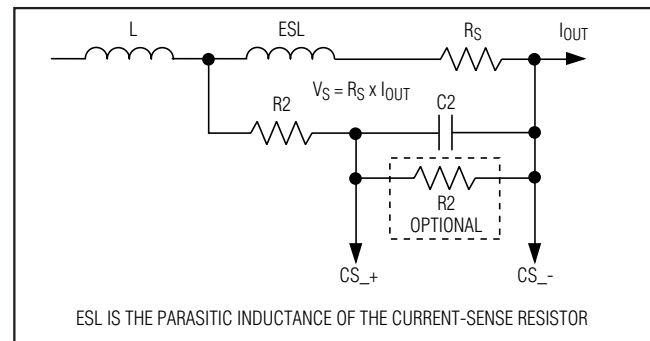 L
ESL
RS
IOUT
VS = RS x IOUT
R2
C2
R2
OPTIONAL
CS_+
CS_-
ESL IS THE PARASITIC INDUCTANCE OF THE CURRENT-SENSE RESISTOR